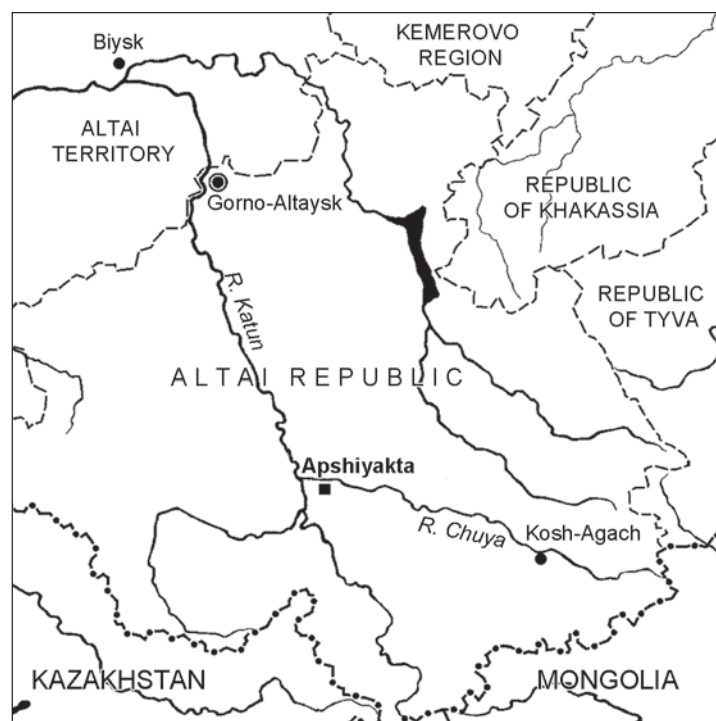 Biysk
KEMEROVO
REGION
ALTAI
TERRITORY
Gorno-Altaysk
REPUBLIC
OF KHAKASSIA
R. Katun
REPUBLIC
OF TYVA
ALTAI REPUBLIC
Apshiyakta
R. Chuya
Kosh-Agach
KAZAKHSTAN
MONGOLIA